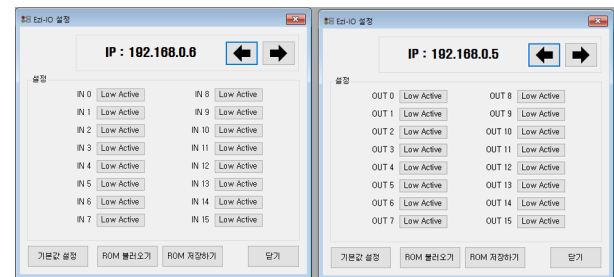 Ezi-IO 설정
IP : 192.168.0.6
설정
IN 0 Low Active IN 8 Low Active
IN 1 Low Active IN 9 Low Active
IN 2 Low Active IN 10 Low Active
IN 3 Low Active IN 11 Low Active
IN 4 Low Active IN 12 Low Active
IN 5 Low Active IN 13 Low Active
IN 6 Low Active IN 14 Low Active
IN 7 Low Active IN 15 Low Active
기본값 설정 ROM 불러오기 ROM 저장하기 닫기
Ezi-IO 설정
IP : 192.168.0.5
설정
OUT 0 Low Active OUT 8 Low Active
OUT 1 Low Active OUT 9 Low Active
OUT 2 Low Active OUT 10 Low Active
OUT 3 Low Active OUT 11 Low Active
OUT 4 Low Active OUT 12 Low Active
OUT 5 Low Active OUT 13 Low Active
OUT 6 Low Active OUT 14 Low Active
OUT 7 Low Active OUT 15 Low Active
기본값 설정 ROM 불러오기 ROM 저장하기 닫기